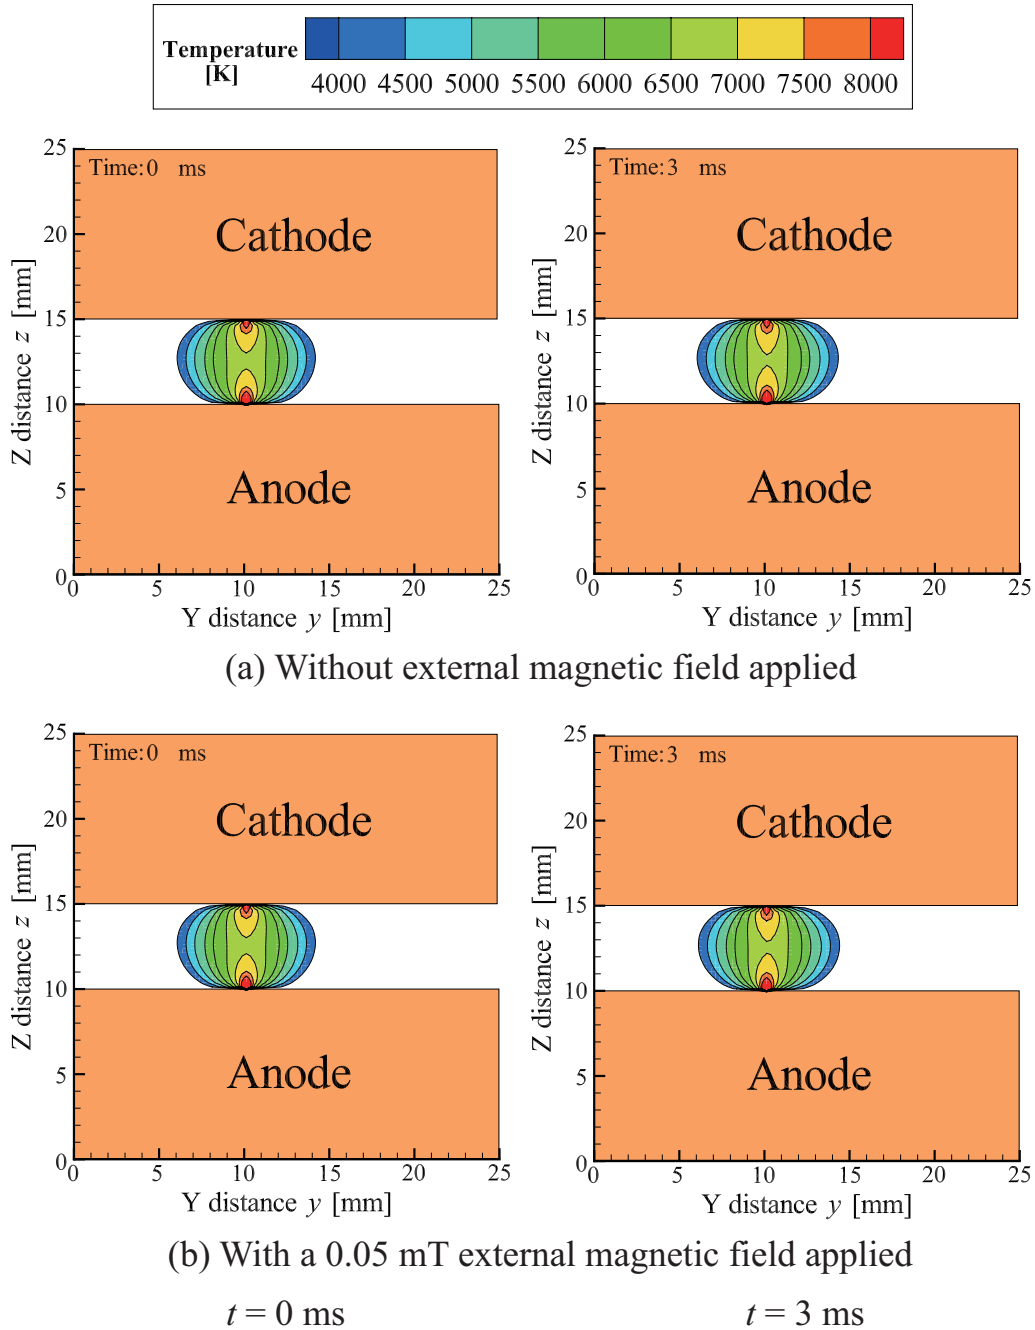 Temperature
[K]
4000 4500 5000 5500 6000 6500 7000 7500 8000
Time: 0 ms
Cathode
Anode
Z distance z [mm]
25
20
15
10
5
0
0 5 10 15 20 25
Y distance y [mm]
Time: 3 ms
Cathode
Anode
Z distance z [mm]
25
20
15
10
5
0
0 5 10 15 20 25
Y distance y [mm]
(a) Without external magnetic field applied
Time: 0 ms
Cathode
Anode
Z distance z [mm]
25
20
15
10
5
0
0 5 10 15 20 25
Y distance y [mm]
Time: 3 ms
Cathode
Anode
Z distance z [mm]
25
20
15
10
5
0
0 5 10 15 20 25
Y distance y [mm]
(b) With a 0.05 mT external magnetic field applied
t = 0 ms
t = 3 ms